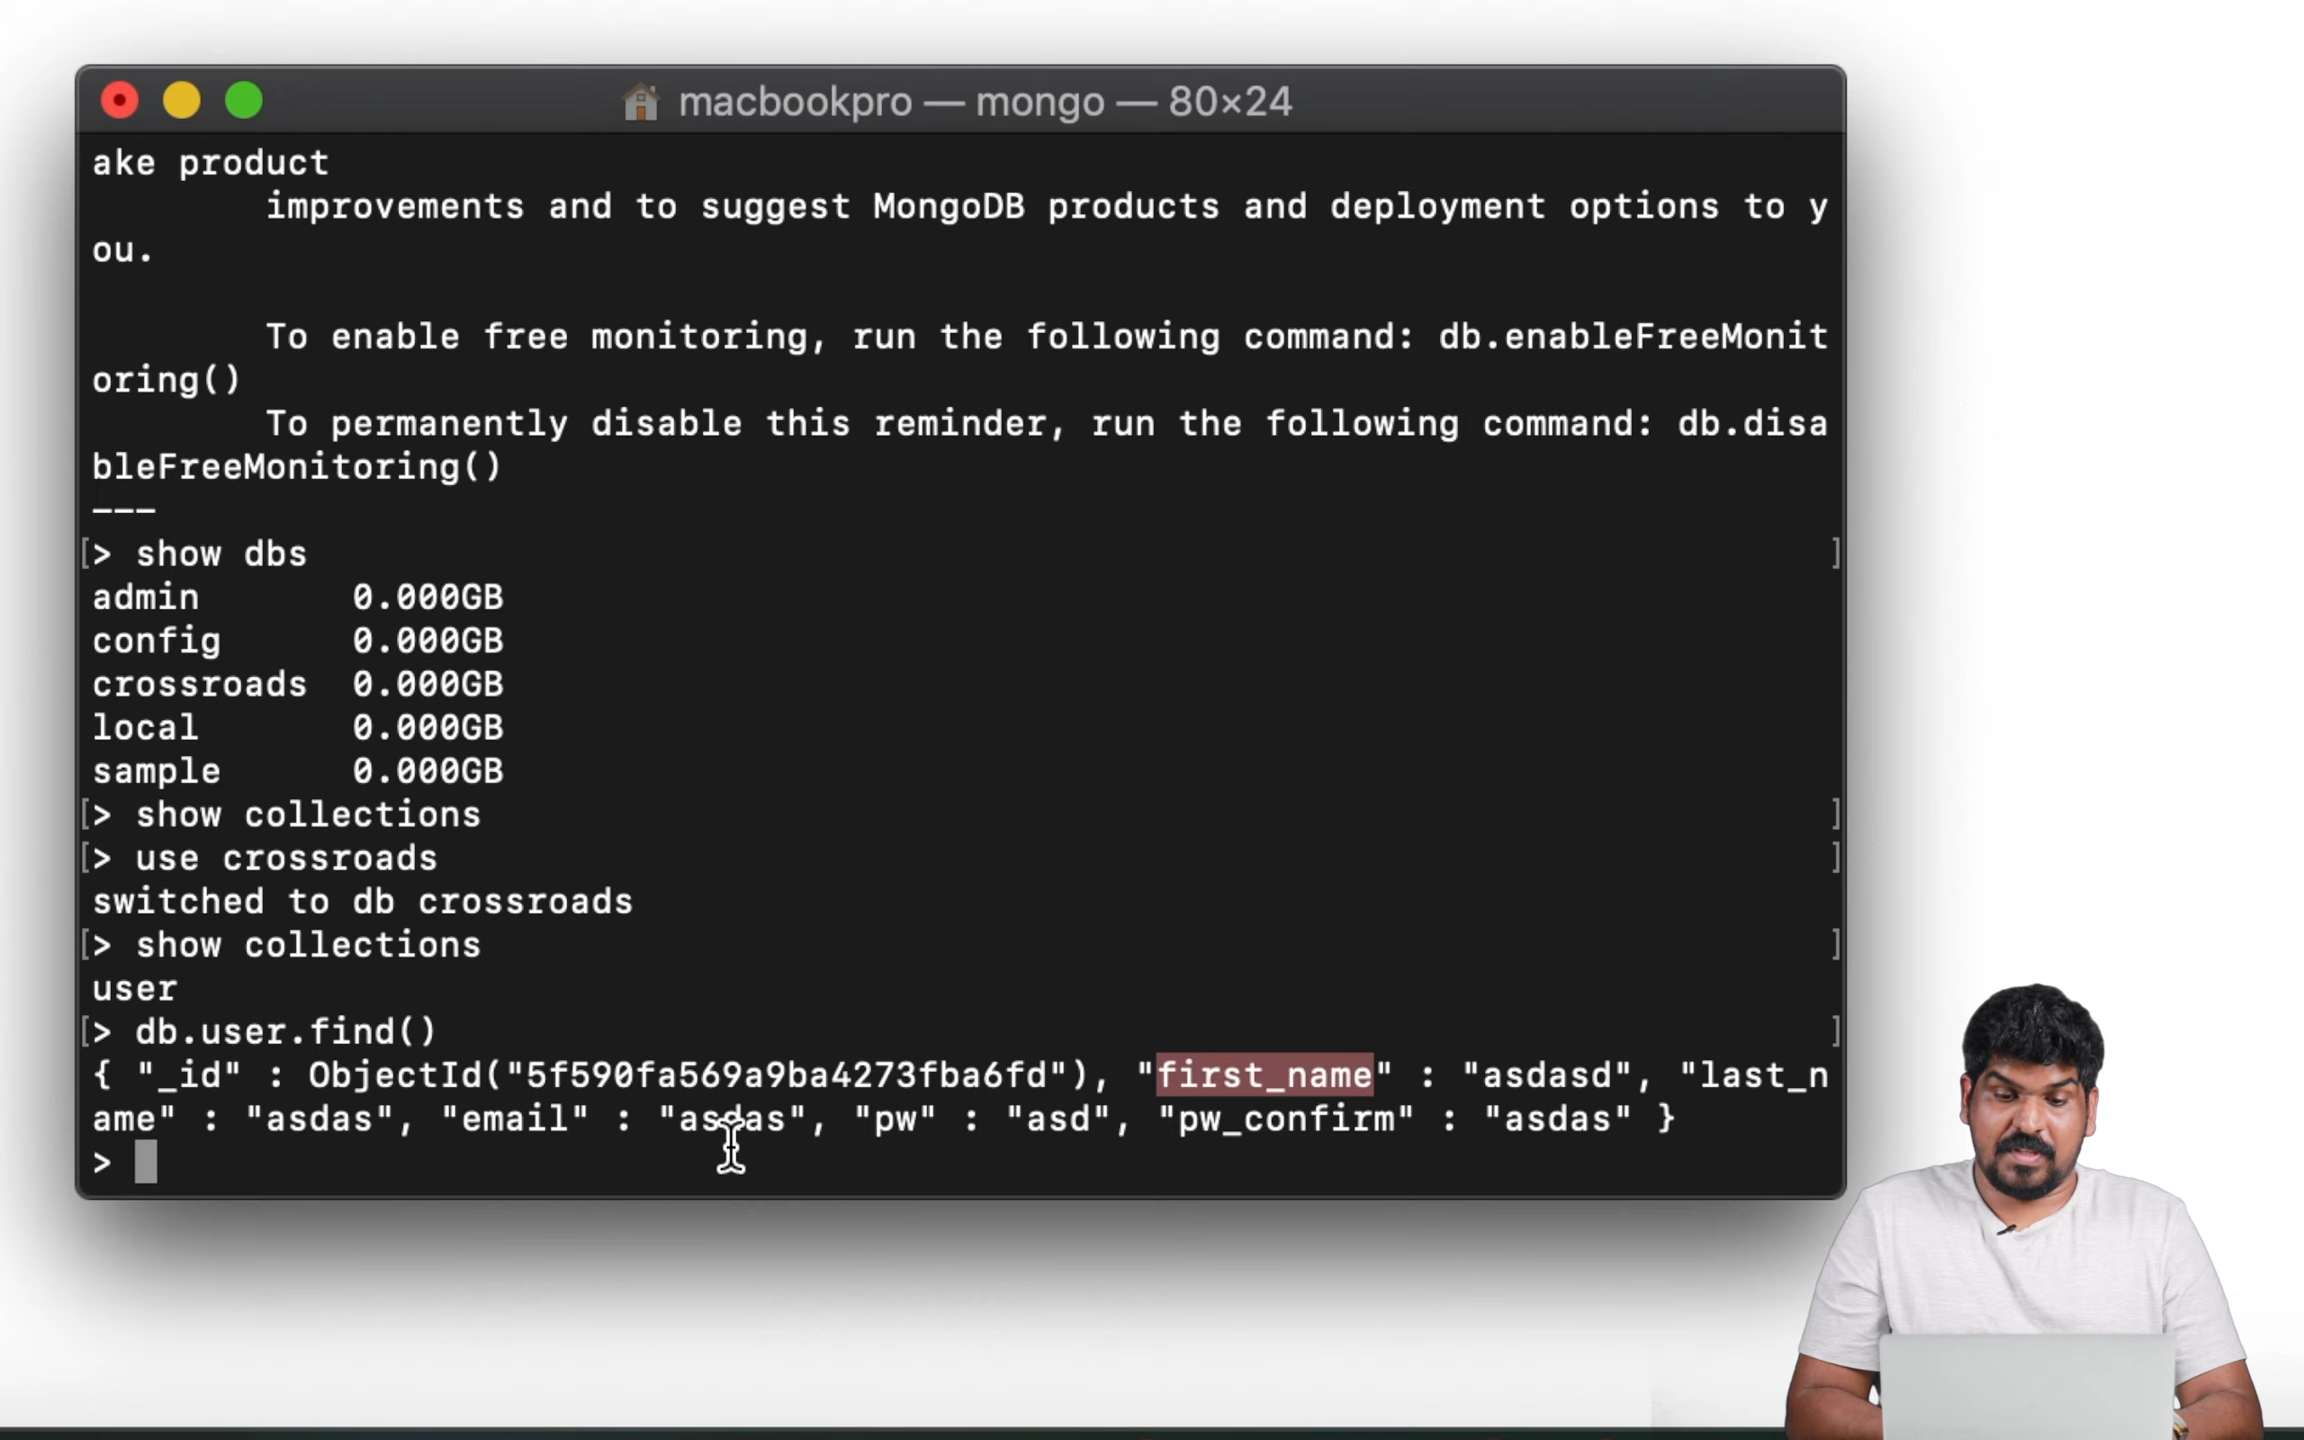 macbookpro — mongo — 80×24
ake product
improvements and to suggest MongoDB products and deployment options to y
ou.
To enable free monitoring, run the following command: db.enableFreeMonit
oring()
To permanently disable this reminder, run the following command: db.disa
bleFreeMonitoring()
---
[> show dbs ]
admin 0.000GB
config 0.000GB
crossroads 0.000GB
local 0.000GB
sample 0.000GB
[> show collections ]
[> use crossroads ]
switched to db crossroads
[> show collections ]
user
[> db.user.find() ]
{ "_id" : ObjectId("5f590fa569a9ba4273fba6fd"), "first_name" : "asdasd", "last_n
ame" : "asdas", "email" : "asdas", "pw" : "asd", "pw_confirm" : "asdas" }
>